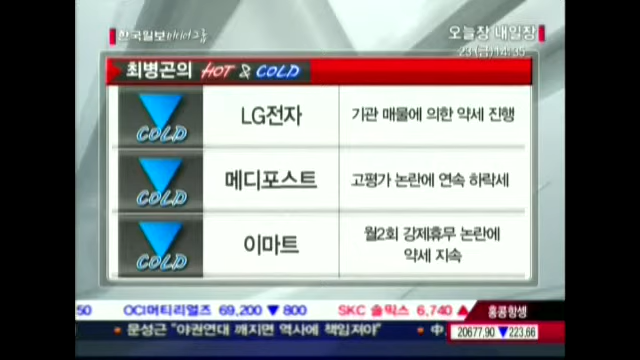 한국일보 미디어그룹
오늘장 내일장
23(금)14:35
최병곤의 HOT & COLD
COLD LG전자 기관 매물에 의한 약세 진행
COLD 메디포스트 고평가 논란에 연속 하락세
COLD 이마트 월2회 강제휴무 논란에
약세 지속
50 OCI머티리얼즈 69,200 ▼ 800 SKC 솔믹스 6,740 ▲ 홍콩항셍
문성근 "야권연대 깨지면 역사에 책임져야" 中, 20677.90 ▼223.66